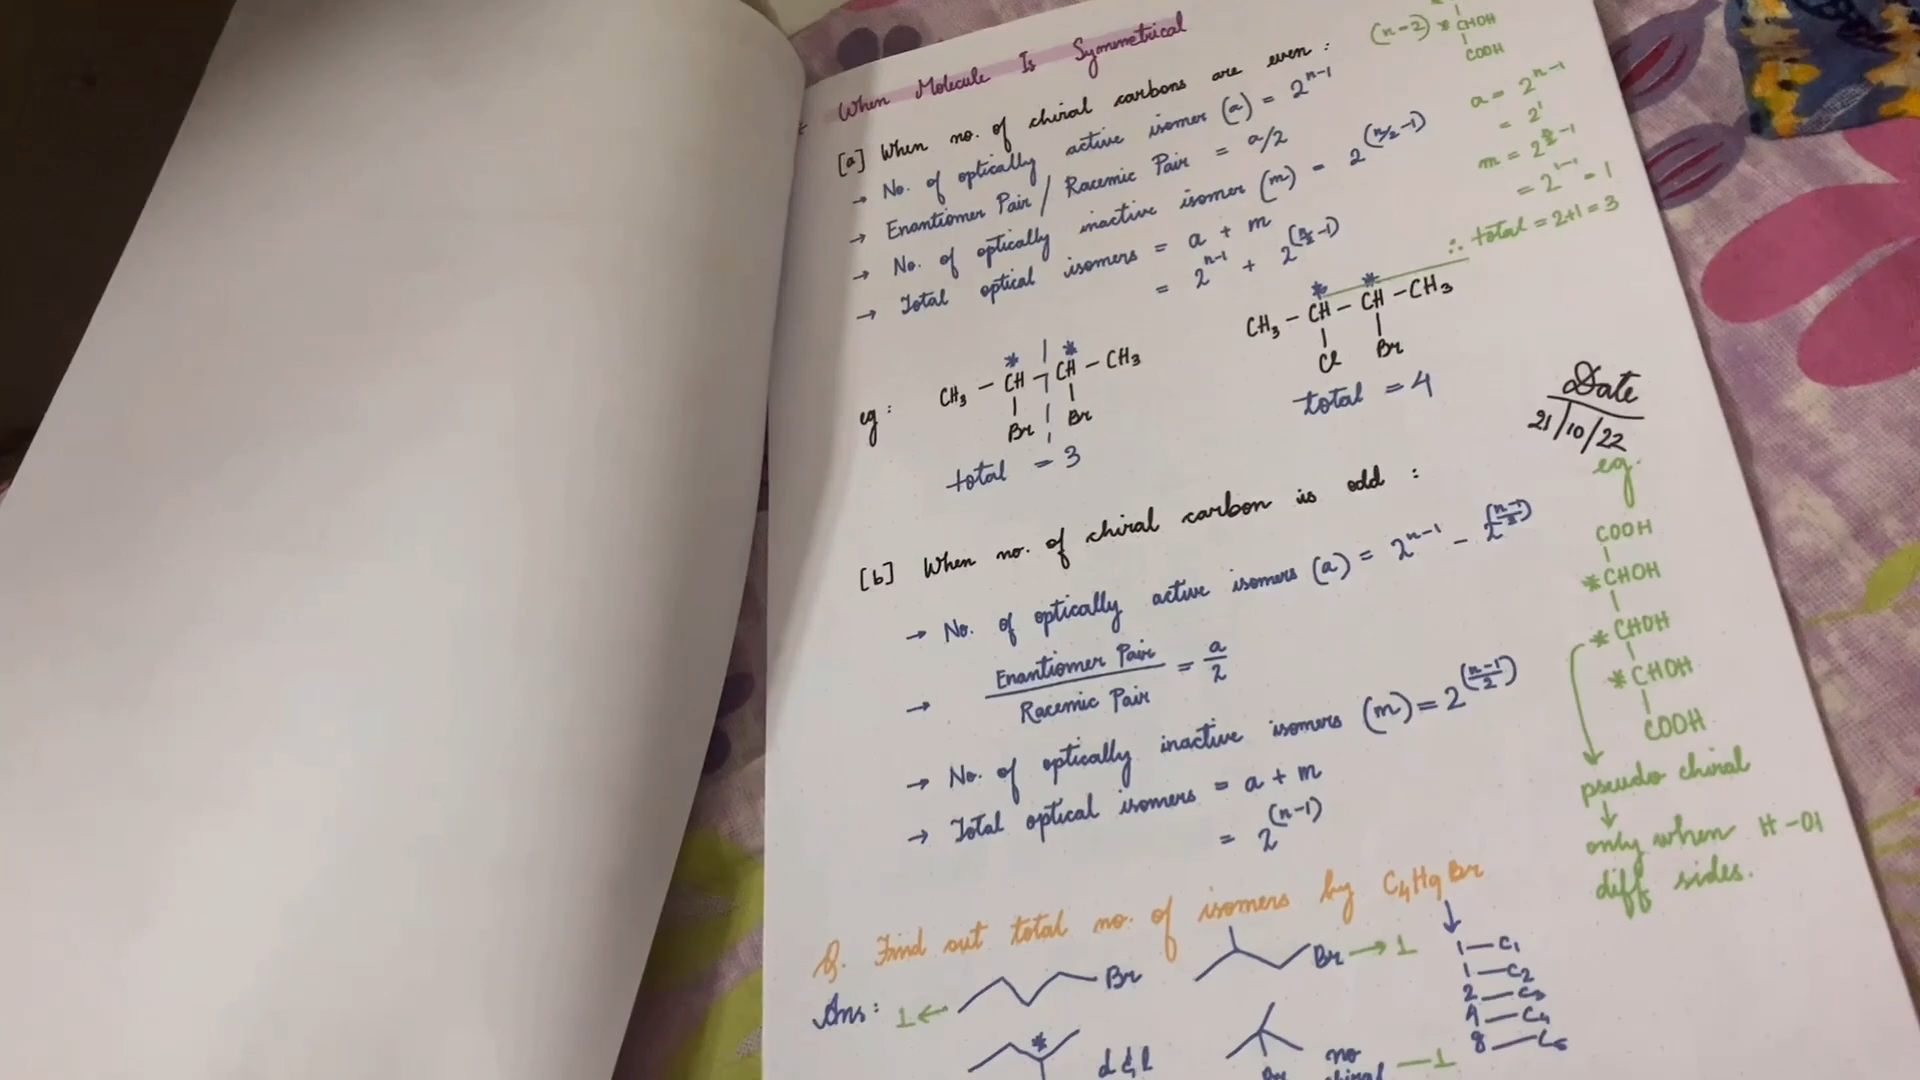 When Molecule Is Symmetrical
[a] When no. of chiral carbons are even :
→ No. of optically active isomer (a) = 2^(n-1)
→ Enantiomer Pair / Racemic Pair = a/2
→ No. of optically inactive isomer (m) = 2^(n/2-1)
→ Total optical isomers = a + m
= 2^(n-1) + 2^(n/2-1)
(n=2) * CHOH
COOH
a = 2^(n-1)
= 2^1
m = 2^(n/2-1)
= 2^(1-1) = 1
∴ total = 2+1 = 3
eg :
CH3 - *CH - *CH - CH3
Br Br
total = 3
CH3 - *CH - *CH - CH3
Cl Br
total = 4
Date
21/10/22
[b] When no. of chiral carbon is odd :
→ No. of optically active isomers (a) = 2^(n-1) - 2^((n-1)/2)
→ Enantiomer Pair / Racemic Pair = a/2
→ No. of optically inactive isomers (m) = 2^((n-1)/2)
→ Total optical isomers = a + m
= 2^(n-1)
eg.
COOH
*CHOH
*CHOH
*CHOH
COOH
pseudo chiral
↓
only when H-OH
diff sides.
Q. Find out total no. of isomers by C4H9Br
Ans: 1 ← Br
Br → 1
1 — C1
1 — C2
2 — C3
4 — C4
8 — C5
* d & l
Br
no
chiral — 1